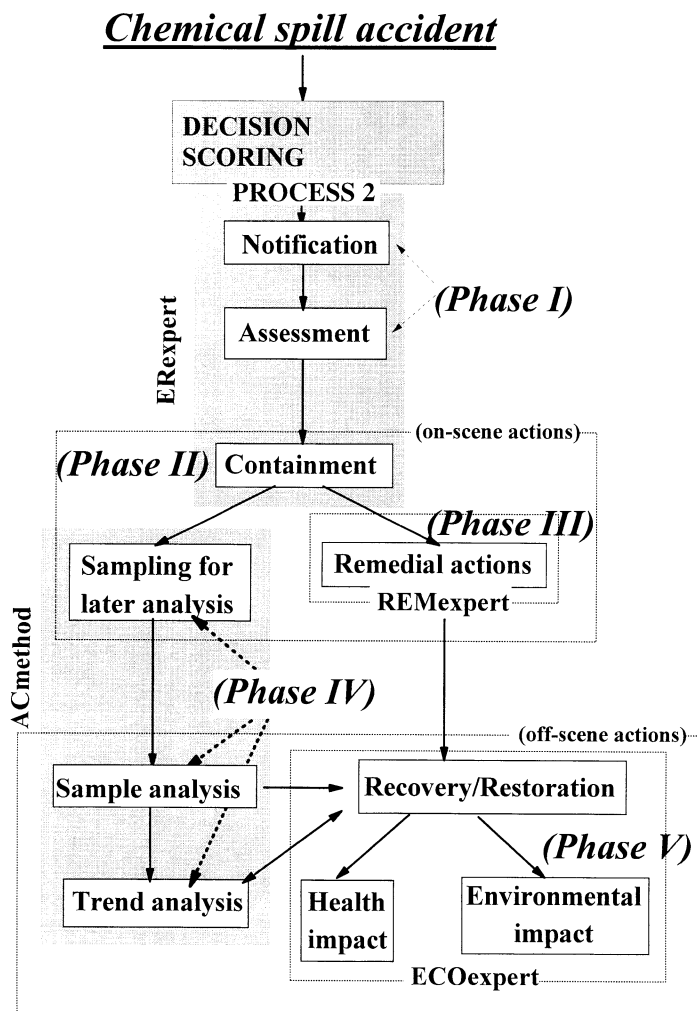 Chemical spill accident
DECISION
SCORING
PROCESS 2
Notification
(Phase I)
Assessment
ERexpert
(on-scene actions)
(Phase II)
Containment
(Phase III)
Sampling for
later analysis
Remedial actions
REMexpert
ACmethod
(Phase IV)
(off-scene actions)
Sample analysis
Recovery/Restoration
(Phase V)
Trend analysis
Health
impact
Environmental
impact
ECOexpert